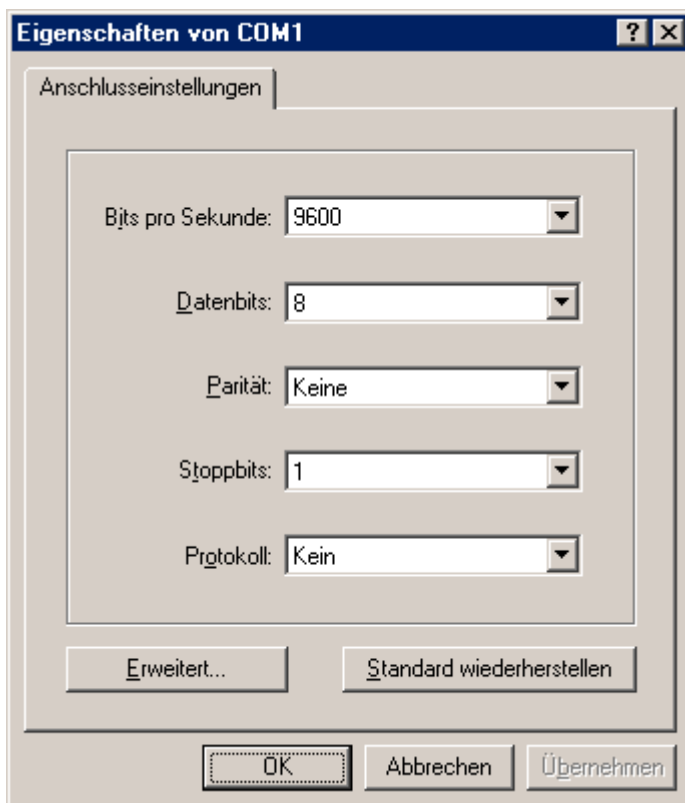 Eigenschaften von COM1
Anschlusseinstellungen
Bits pro Sekunde: 9600
Datenbits: 8
Parität: Keine
Stoppbits: 1
Protokoll: Kein
Erweitert... Standard wiederherstellen
OK Abbrechen Übernehmen